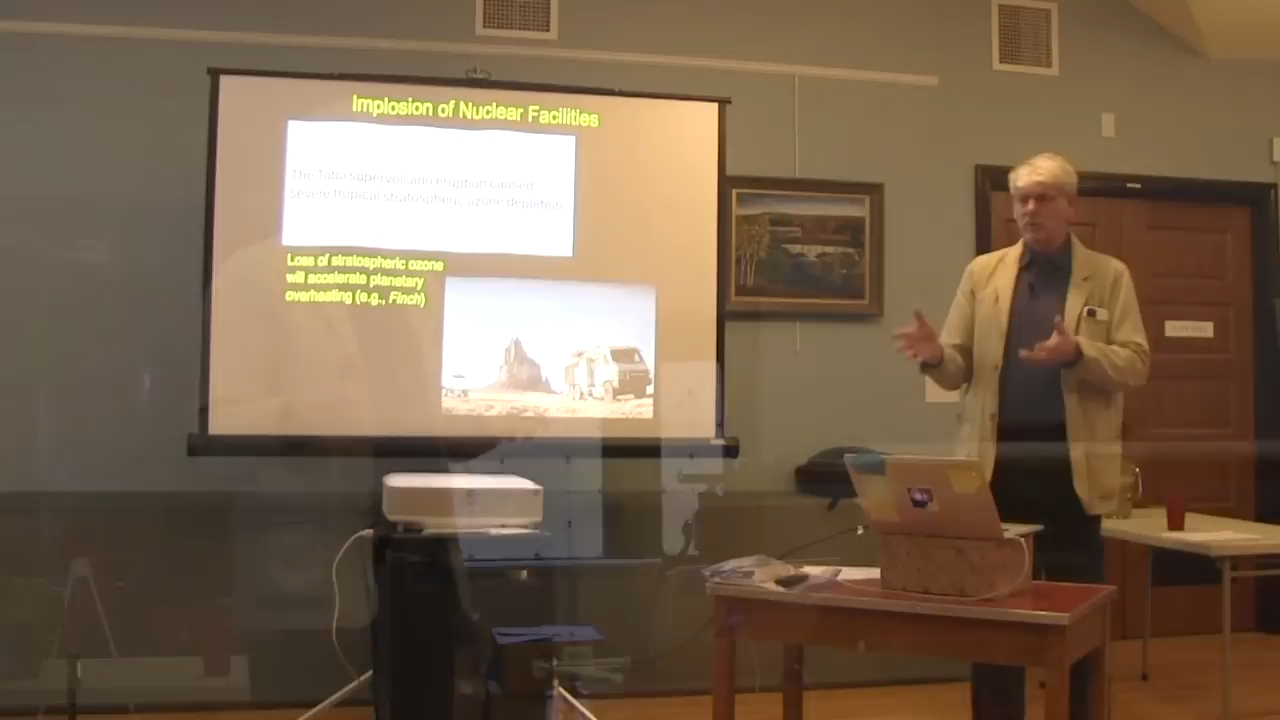 Implosion of Nuclear Facilities
The Toba supervolcano eruption caused
severe tropical stratospheric ozone depletion
Loss of stratospheric ozone
will accelerate planetary
overheating (e.g., Finch)